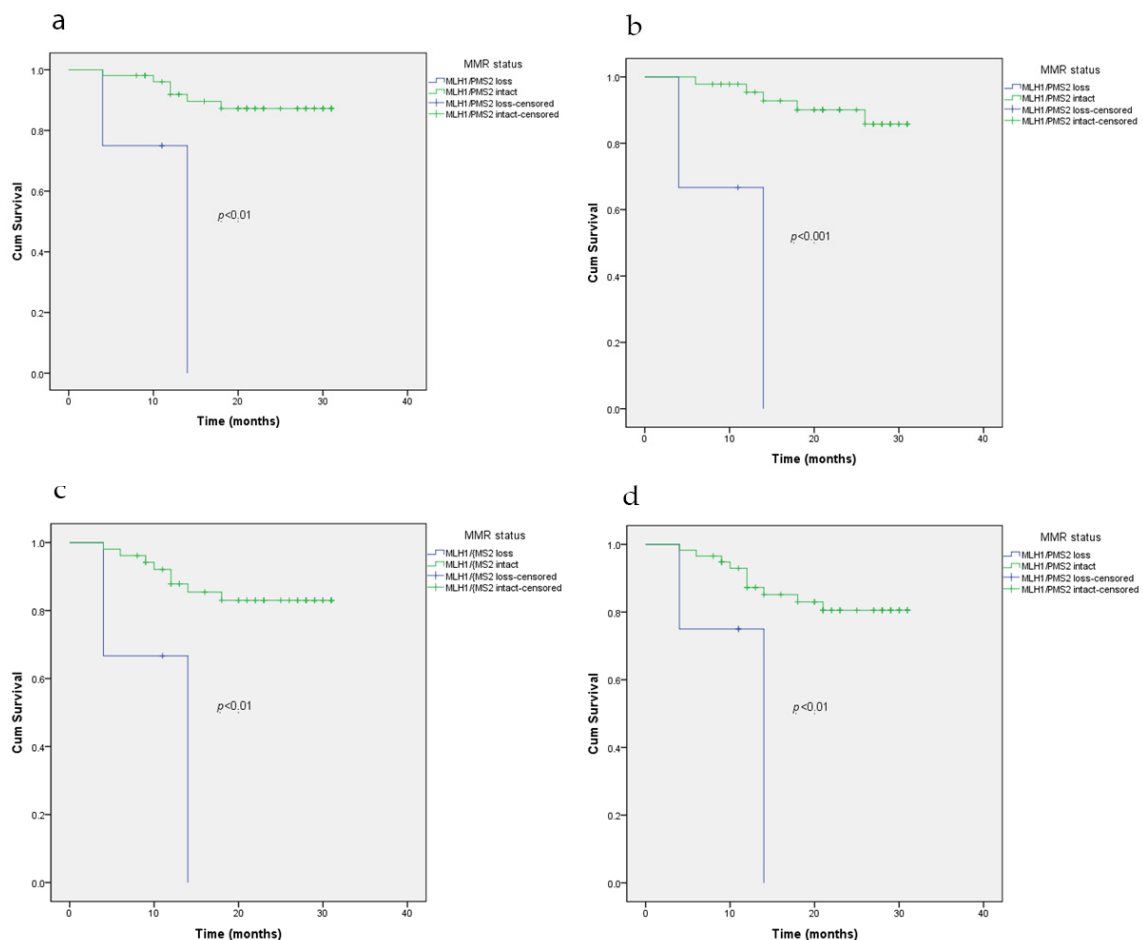 a
MMR status
MLH1/PMS2 loss
MLH1/PMS2 intact
MLH1/PMS2 loss-censored
MLH1/PMS2 intact-censored
1.0
0.8
0.6
0.4
0.2
0.0
Cum Survival
p<0.01
0 10 20 30 40
Time (months)
b
MMR status
MLH1/PMS2 loss
MLH1/PMS2 intact
MLH1/PMS2 loss-censored
MLH1/PMS2 intact-censored
1.0
0.8
0.6
0.4
0.2
0.0
Cum Survival
p<0.001
0 10 20 30 40
Time (months)
c
MMR status
MLH1/{MS2 loss
MLH1/{MS2 intact
MLH1/{MS2 loss-censored
MLH1/{MS2 intact-censored
1.0
0.8
0.6
0.4
0.2
0.0
Cum Survival
p<0.01
0 10 20 30 40
Time (months)
d
MMR status
MLH1/PMS2 loss
MLH1/PMS2 intact
MLH1/PMS2 loss-censored
MLH1/PMS2 intact-censored
1.0
0.8
0.6
0.4
0.2
0.0
Cum Survival
p<0.01
0 10 20 30 40
Time (months)